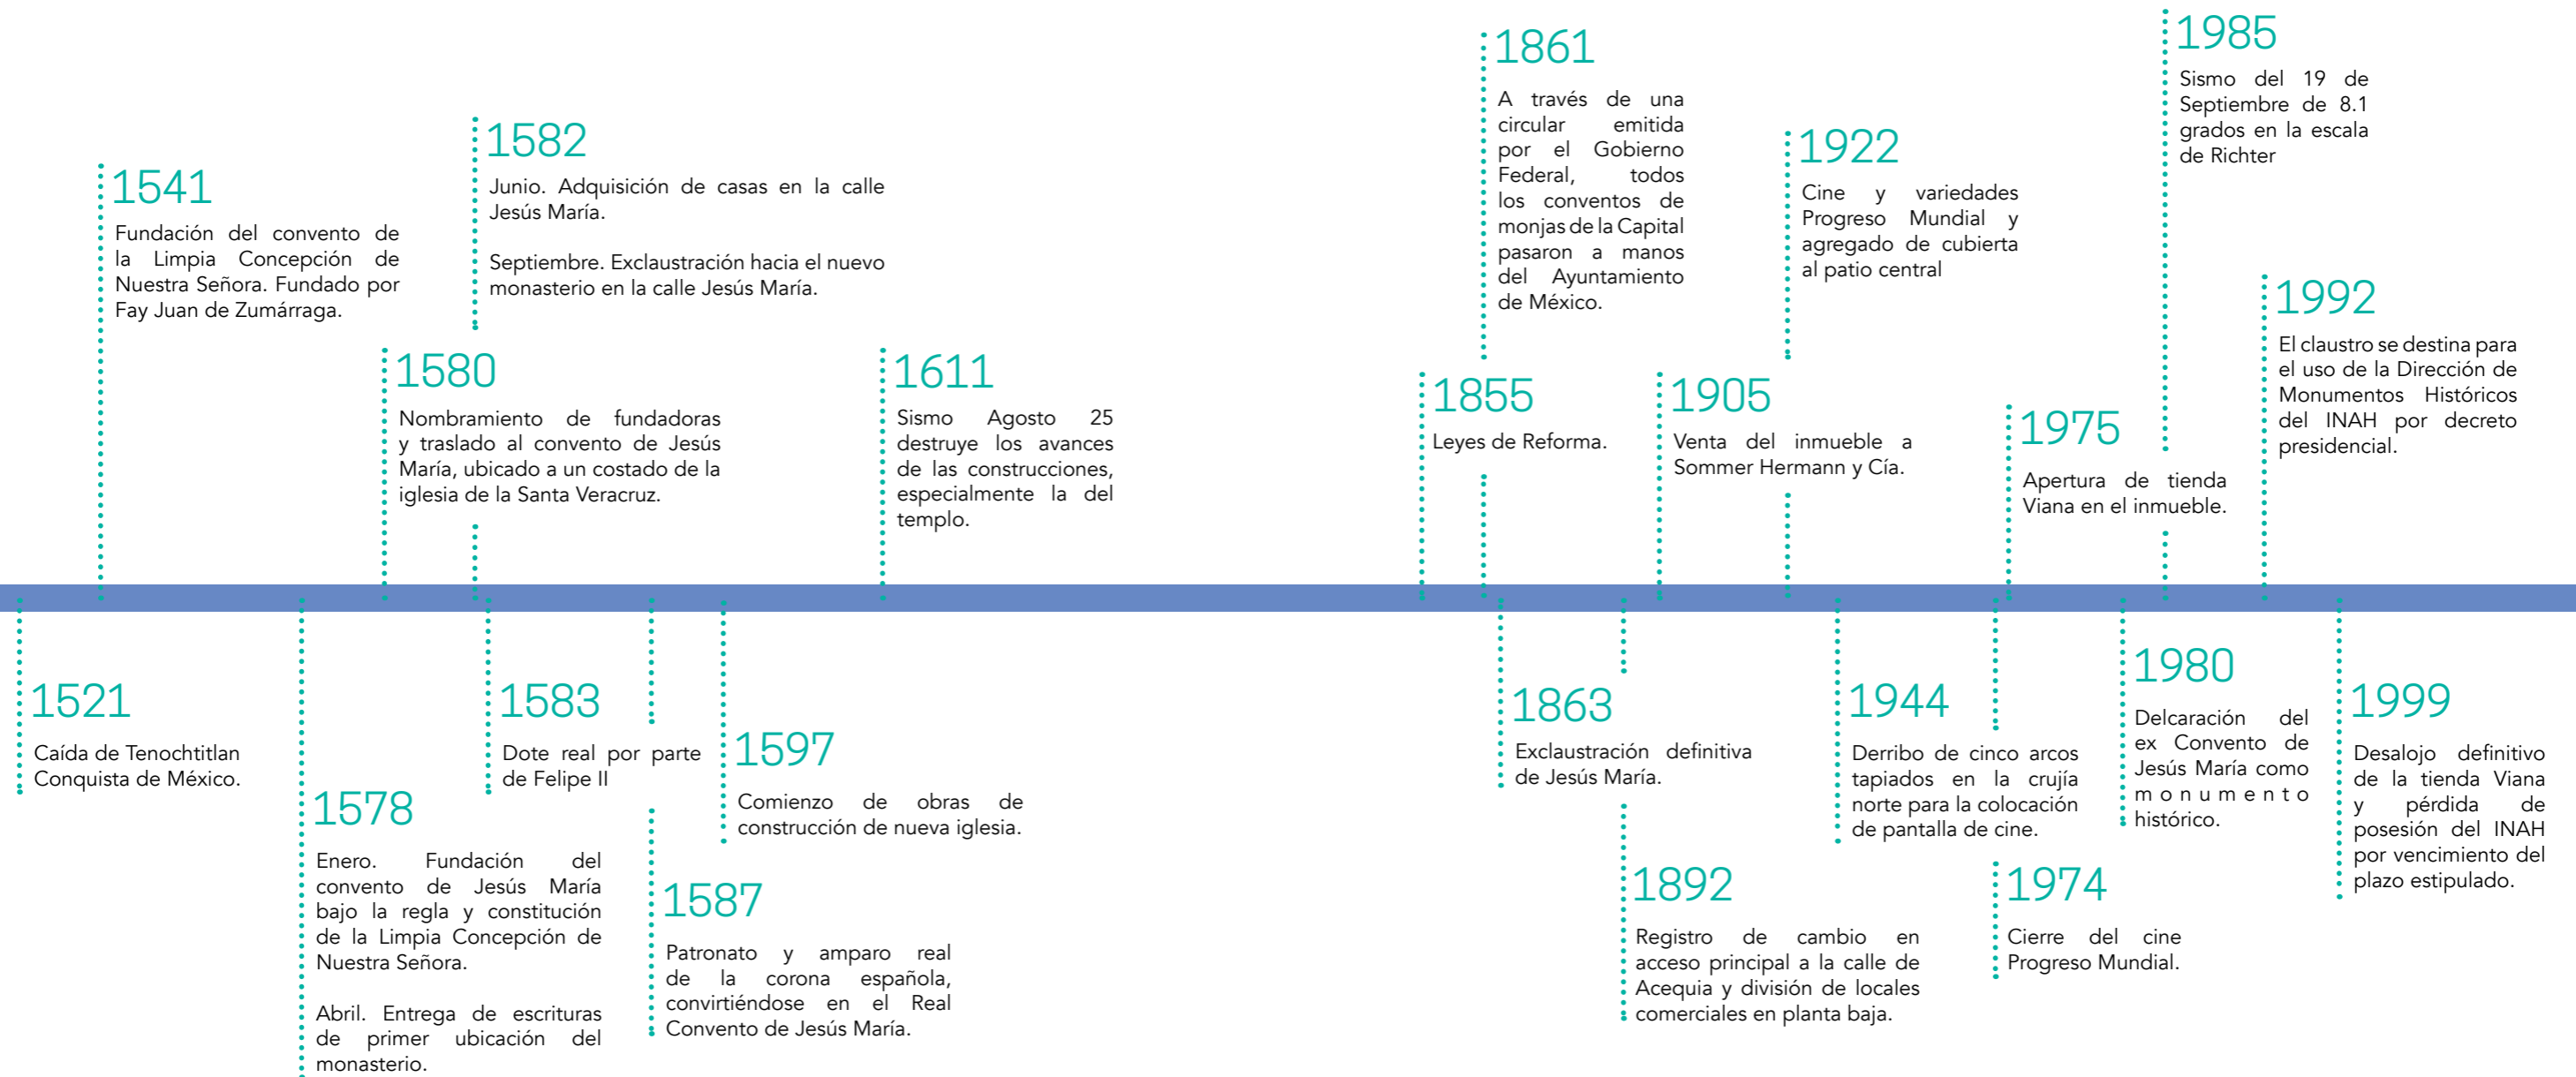 1521
Caída de Tenochtitlan
Conquista de México.
1541
Fundación del convento de
la Limpia Concepción de
Nuestra Señora. Fundado por
Fay Juan de Zumárraga.
1578
Enero. Fundación del
convento de Jesús María
bajo la regla y constitución
de la Limpia Concepción de
Nuestra Señora.
Abril. Entrega de escrituras
de primer ubicación del
monasterio.
1580
Nombramiento de fundadoras
y traslado al convento de Jesús
María, ubicado a un costado de la
iglesia de la Santa Veracruz.
1582
Junio. Adquisición de casas en la calle
Jesús María.
Septiembre. Exclaustración hacia el nuevo
monasterio en la calle Jesús María.
1583
Dote real por parte
de Felipe II
1587
Patronato y amparo real
de la corona española,
convirtiéndose en el Real
Convento de Jesús María.
1597
Comienzo de obras de
construcción de nueva iglesia.
1611
Sismo Agosto 25
destruye los avances
de las construcciones,
especialmente la del
templo.
1855
Leyes de Reforma.
1861
A través de una
circular emitida
por el Gobierno
Federal, todos
los conventos de
monjas de la Capital
pasaron a manos
del Ayuntamiento
de México.
1863
Exclaustración definitiva
de Jesús María.
1892
Registro de cambio en
acceso principal a la calle de
Acequia y división de locales
comerciales en planta baja.
1905
Venta del inmueble a
Sommer Hermann y Cía.
1922
Cine y variedades
Progreso Mundial y
agregado de cubierta
al patio central
1944
Derribo de cinco arcos
tapiados en la crujía
norte para la colocación
de pantalla de cine.
1974
Cierre del cine
Progreso Mundial.
1975
Apertura de tienda
Viana en el inmueble.
1980
Delcaración del
ex Convento de
Jesús María como
monumento
histórico.
1985
Sismo del 19 de
Septiembre de 8.1
grados en la escala
de Richter
1992
El claustro se destina para
el uso de la Dirección de
Monumentos Históricos
del INAH por decreto
presidencial.
1999
Desalojo definitivo
de la tienda Viana
y pérdida de
posesión del INAH
por vencimiento del
plazo estipulado.